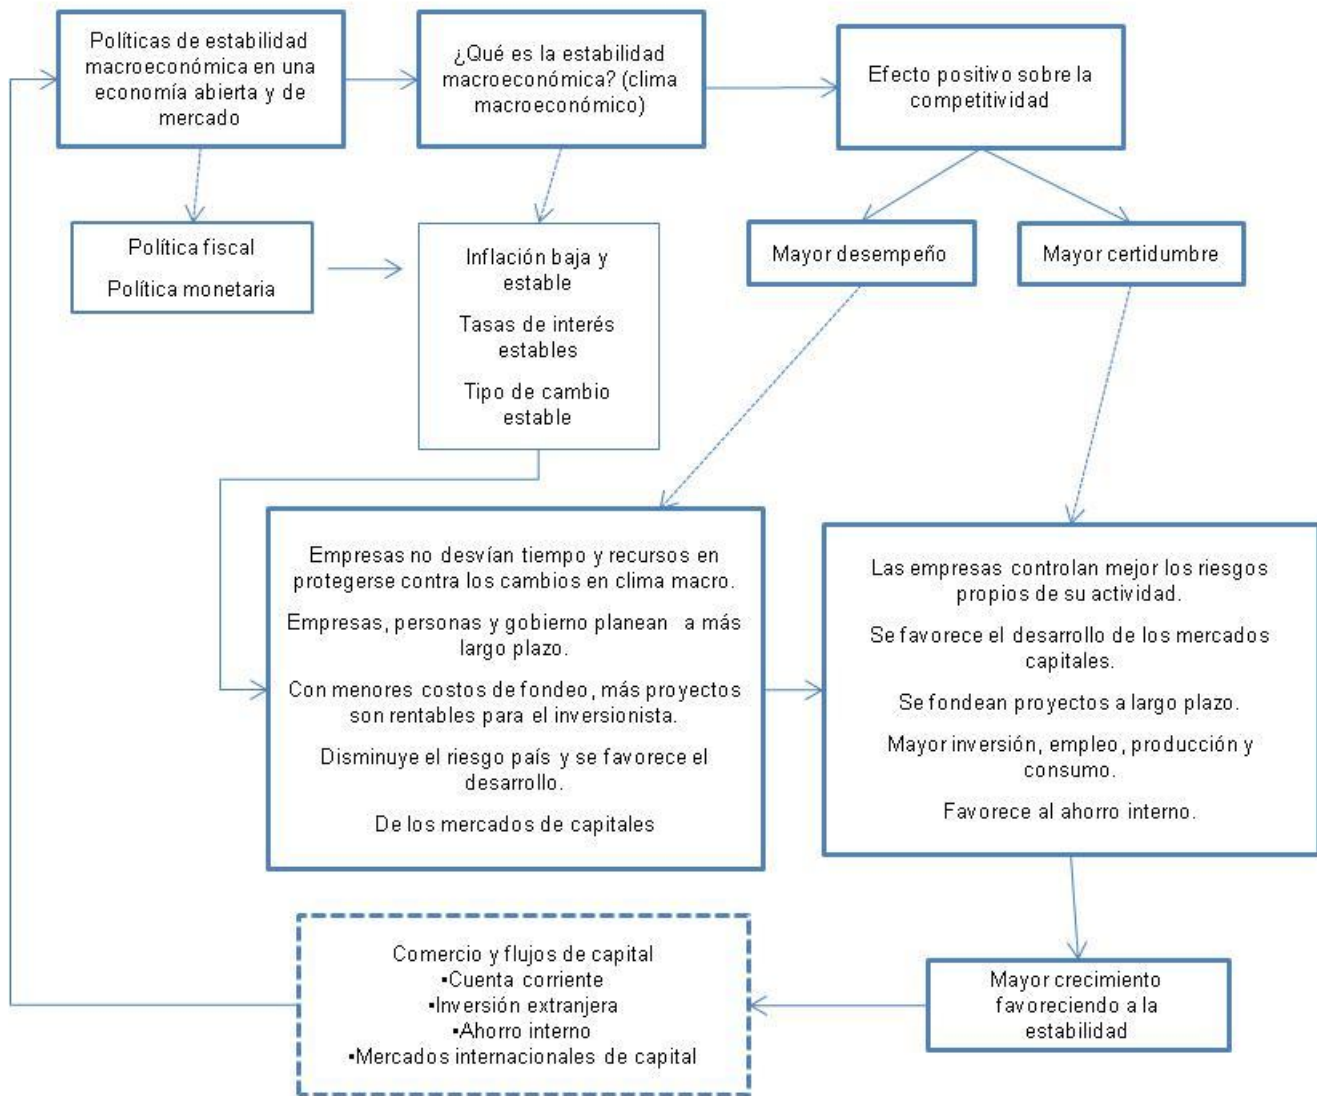 Políticas de estabilidad
macroeconómica en una
economía abierta y de
mercado
¿Qué es la estabilidad
macroeconómica? (clima
macroeconómico)
Efecto positivo sobre la
competitividad
Política fiscal
Política monetaria
Inflación baja y
estable
Tasas de interés
estables
Tipo de cambio
estable
Mayor desempeño
Mayor certidumbre
Empresas no desvían tiempo y recursos en
protegerse contra los cambios en clima macro.
Empresas, personas y gobierno planean a más
largo plazo.
Con menores costos de fondeo, más proyectos
son rentables para el inversionista.
Disminuye el riesgo país y se favorece el
desarrollo.
De los mercados de capitales
Las empresas controlan mejor los riesgos
propios de su actividad.
Se favorece el desarrollo de los mercados
capitales.
Se fondean proyectos a largo plazo.
Mayor inversión, empleo, producción y
consumo.
Favorece al ahorro interno.
Comercio y flujos de capital
▪Cuenta corriente
▪Inversión extranjera
▪Ahorro interno
▪Mercados internacionales de capital
Mayor crecimiento
favoreciendo a la
estabilidad